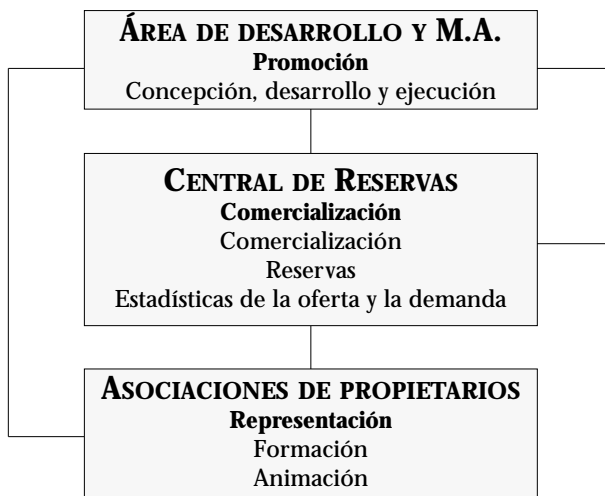 ÁREA DE DESARROLLO Y M.A.
Promoción
Concepción, desarrollo y ejecución
CENTRAL DE RESERVAS
Comercialización
Comercialización
Reservas
Estadísticas de la oferta y la demanda
ASOCIACIONES DE PROPIETARIOS
Representación
Formación
Animación